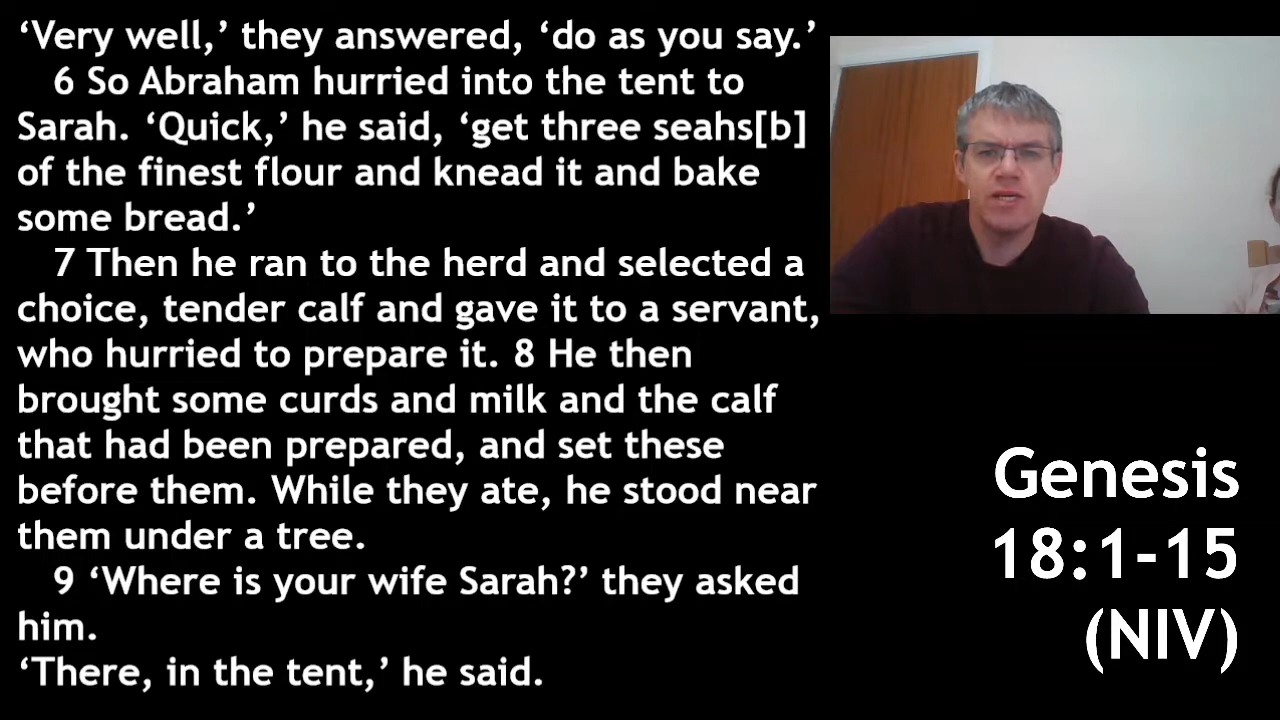 ‘Very well,’ they answered, ‘do as you say.’
6 So Abraham hurried into the tent to
Sarah. ‘Quick,’ he said, ‘get three seahs[b]
of the finest flour and knead it and bake
some bread.’
7 Then he ran to the herd and selected a
choice, tender calf and gave it to a servant,
who hurried to prepare it. 8 He then
brought some curds and milk and the calf
that had been prepared, and set these
before them. While they ate, he stood near
them under a tree.
9 ‘Where is your wife Sarah?’ they asked
him.
‘There, in the tent,’ he said.
Genesis
18:1-15
(NIV)